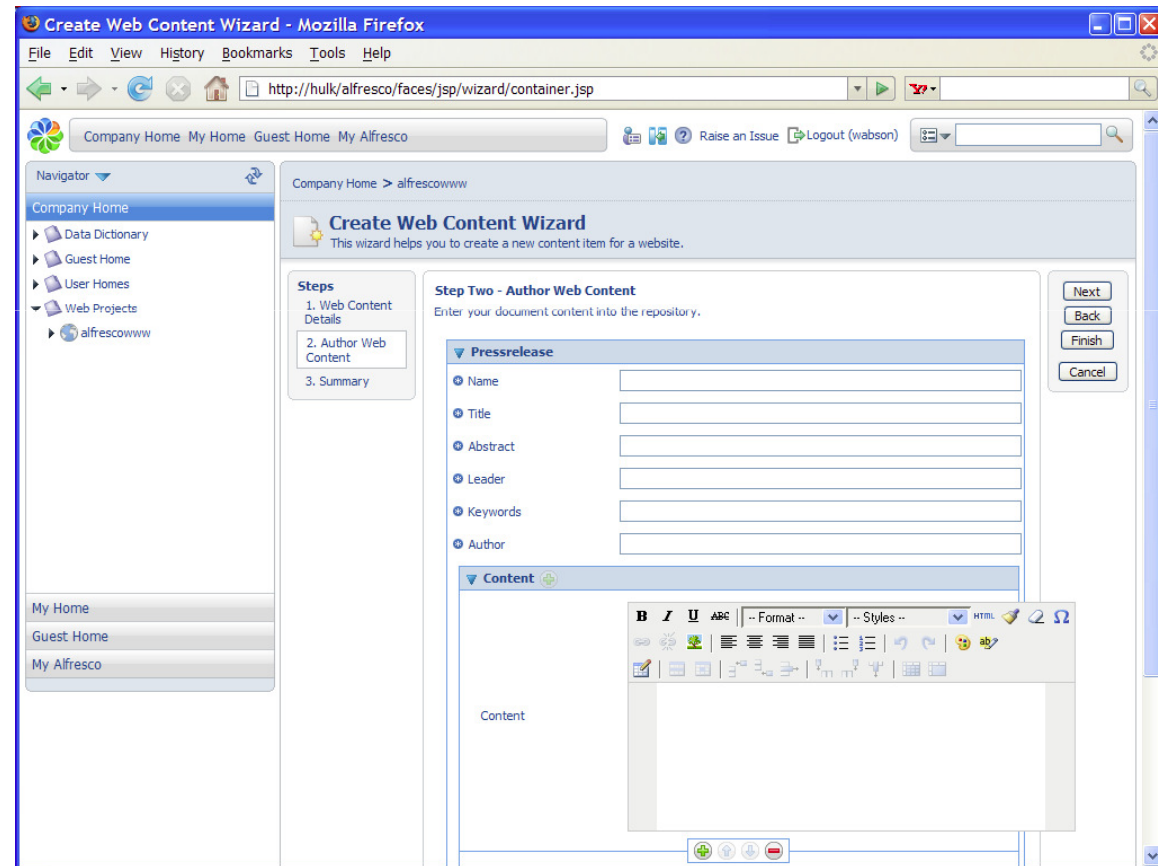 Create Web Content Wizard - Mozilla Firefox
File Edit View History Bookmarks Tools Help
http://hulk/alfresco/faces/jsp/wizard/container.jsp
Company Home My Home Guest Home My Alfresco
Raise an Issue Logout (wabson)
Navigator
Company Home
Data Dictionary
Guest Home
User Homes
Web Projects
alfrescowww
My Home
Guest Home
My Alfresco
Company Home > alfrescowww
Create Web Content Wizard
This wizard helps you to create a new content item for a website.
Steps
1. Web Content
Details
2. Author Web
Content
3. Summary
Step Two - Author Web Content
Enter your document content into the repository.
Pressrelease
Name
Title
Abstract
Leader
Keywords
Author
Content
B I U ABC -- Format -- -- Styles -- HTML Ω
Content
Next
Back
Finish
Cancel